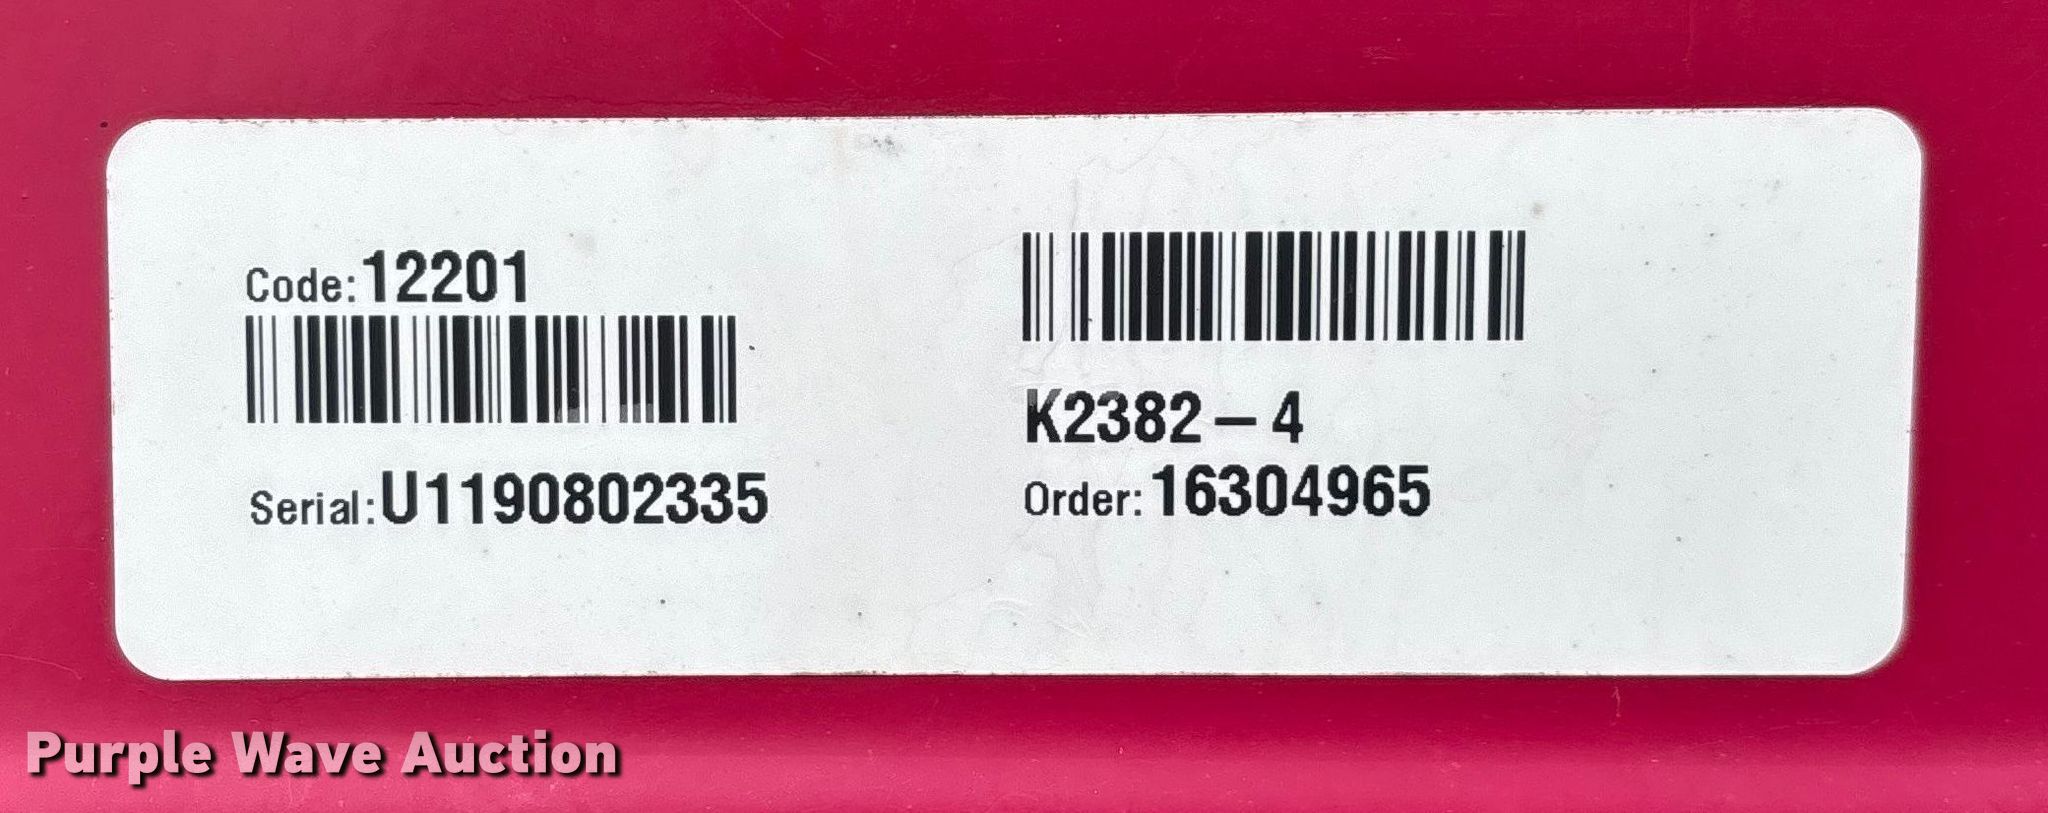 Code: 12201
Serial: U1190802335
K2382-4
Order: 16304965
Purple Wave Auction